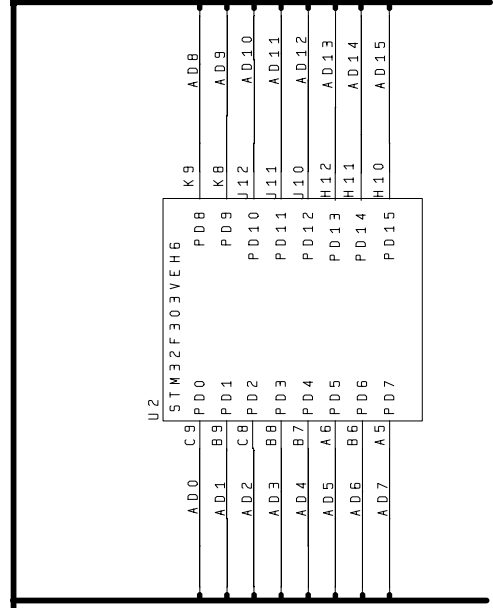 AD8
AD9
AD10
AD11
AD12
AD13
AD14
AD15
K9
K8
J12
J11
J10
H12
H11
H10
PD8
PD9
PD10
PD11
PD12
PD13
PD14
PD15
U2
STM32F303VEH6
PD0
PD1
PD2
PD3
PD4
PD5
PD6
PD7
C9
B9
C8
B8
B7
A6
B6
A5
AD0
AD1
AD2
AD3
AD4
AD5
AD6
AD7